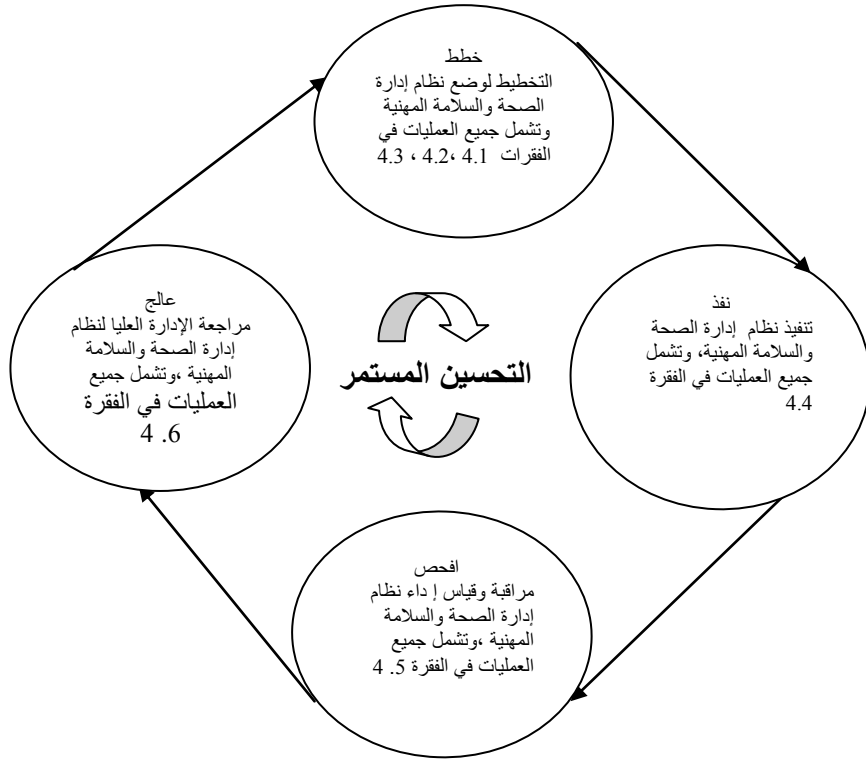 خطط
التخطيط لوضع نظام إدارة
الصحة والسلامة المهنية
وتشمل جميع العمليات في
الفقرات 4.1 ،4.2 ، 4.3
نفذ
تنفيذ نظام إدارة الصحة
والسلامة المهنية، وتشمل
جميع العمليات في الفقرة
4.4
افحص
مراقبة وقياس إ داء نظام
إدارة الصحة والسلامة
المهنية ،وتشمل جميع
العمليات في الفقرة 5. 4
عالج
مراجعة الإدارة العليا لنظام
إدارة الصحة والسلامة
المهنية ،وتشمل جميع
العمليات في الفقرة
6. 4
التحسين المستمر